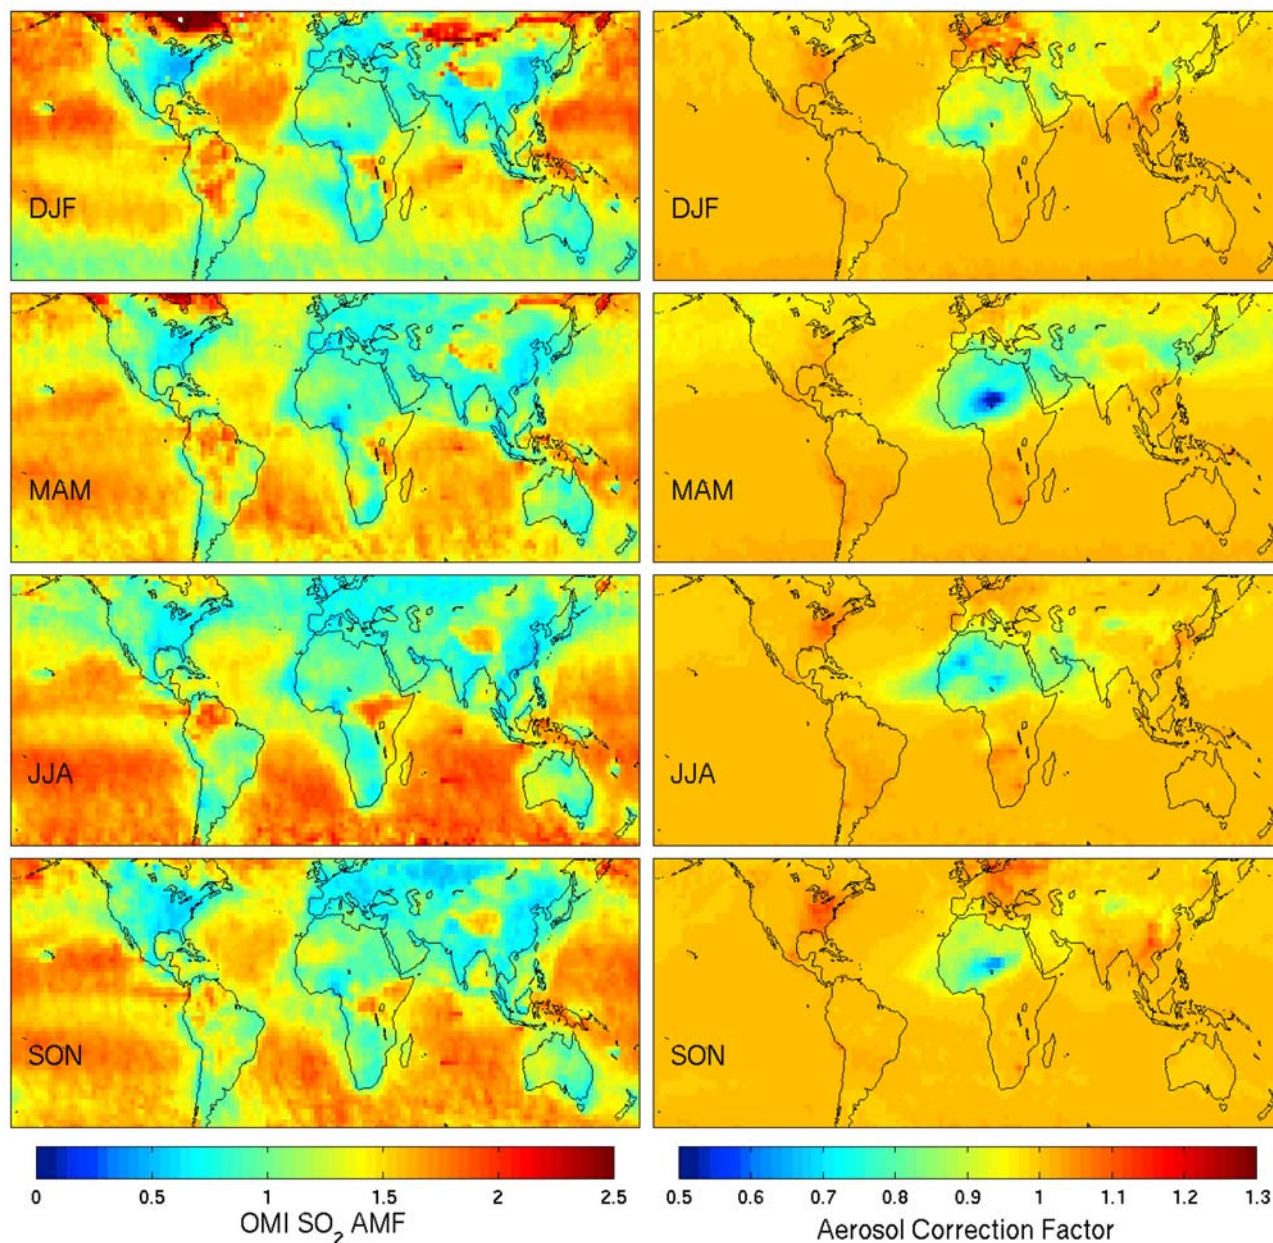 DJF DJF
MAM MAM
JJA JJA
SON SON
0 0.5 1 1.5 2 2.5 0.5 0.6 0.7 0.8 0.9 1 1.1 1.2 1.3
OMI SO₂ AMF Aerosol Correction Factor